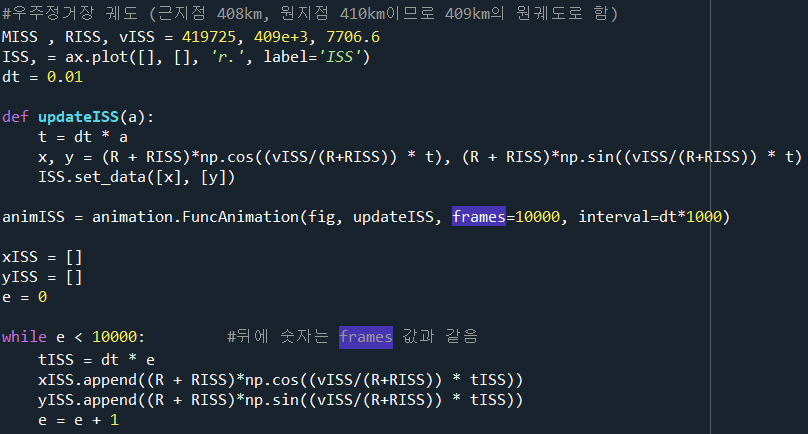 #우주정거장 궤도 (근지점 408km, 원지점 410km이므로 409km의 원궤도로 함)
MISS , RISS, vISS = 419725, 409e+3, 7706.6
ISS, = ax.plot([], [], 'r.', label='ISS')
dt = 0.01
def updateISS(a):
    t = dt * a
    x, y = (R + RISS)*np.cos((vISS/(R+RISS)) * t), (R + RISS)*np.sin((vISS/(R+RISS)) * t)
    ISS.set_data([x], [y])
animISS = animation.FuncAnimation(fig, updateISS, frames=10000, interval=dt*1000)
xISS = []
yISS = []
e = 0
while e < 10000:         #뒤에 숫자는 frames 값과 같음
    tISS = dt * e
    xISS.append((R + RISS)*np.cos((vISS/(R+RISS)) * tISS))
    yISS.append((R + RISS)*np.sin((vISS/(R+RISS)) * tISS))
    e = e + 1